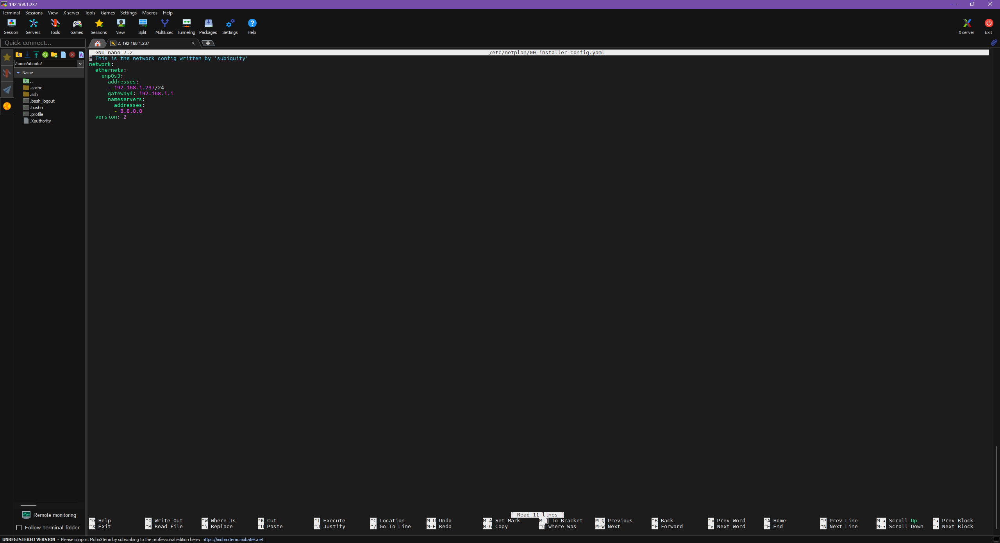 192.168.1.237
Terminal Sessions View X server Tools Games Settings Macros Help
Session Servers Tools Games Sessions View Split MultiExec Tunneling Packages Settings Help X server Exit
Quick connect...
2. 192.168.1.237
/home/ubuntu/
Name
..
.cache
.ssh
.bash_logout
.bashrc
.profile
.Xauthority
GNU nano 7.2 /etc/netplan/00-installer-config.yaml
# This is the network config written by 'subiquity'
network:
  ethernets:
    enp0s3:
      addresses:
      - 192.168.1.237/24
      gateway4: 192.168.1.1
      nameservers:
        addresses:
        - 8.8.8.8
  version: 2
[ Read 11 lines ]
^G Help ^O Write Out ^W Where Is ^K Cut ^T Execute ^C Location M-U Undo M-A Set Mark M-] To Bracket M-Q Previous ^B Back ^◂ Prev Word ^A Home ^P Prev Line M-▴ Scroll Up ^▴ Prev Block
^X Exit ^R Read File ^\ Replace ^U Paste ^J Justify ^/ Go To Line M-E Redo M-6 Copy ^Q Where Was M-W Next ^F Forward ^▸ Next Word ^E End ^N Next Line M-▾ Scroll Down ^▾ Next Block
Remote monitoring
Follow terminal folder
UNREGISTERED VERSION - Please support MobaXterm by subscribing to the professional edition here: https://mobaxterm.mobatek.net